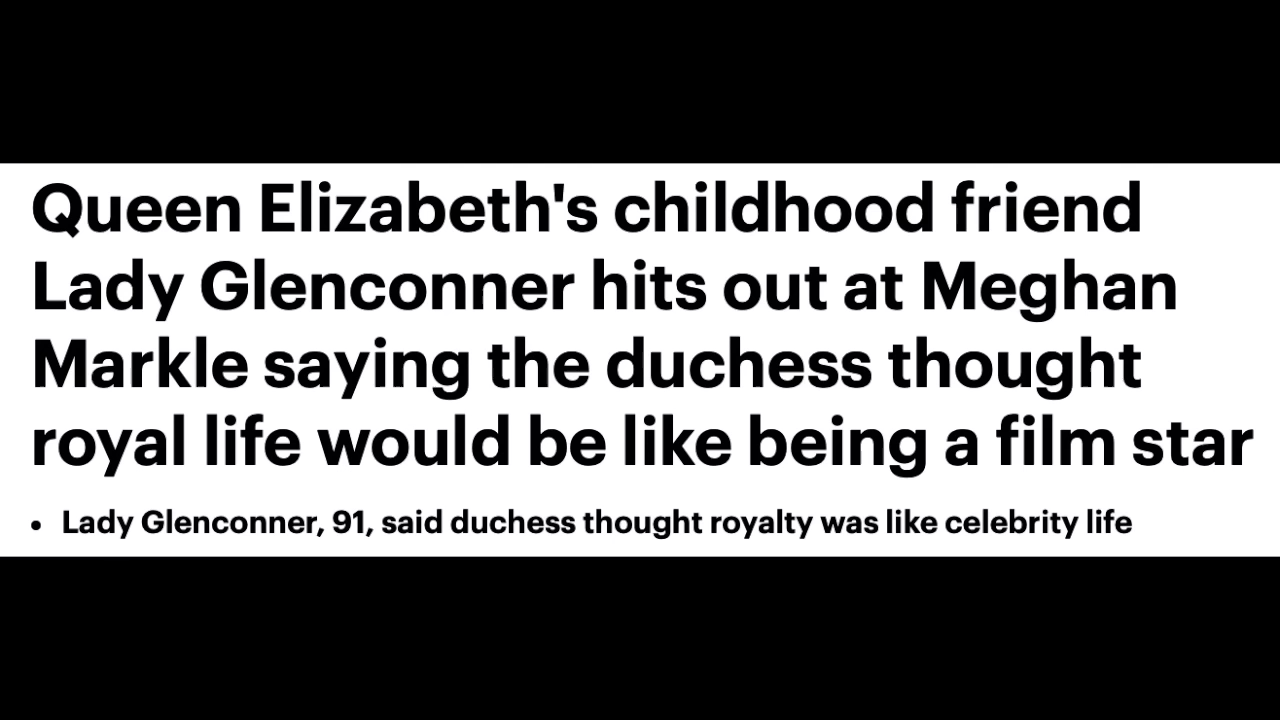 Queen Elizabeth's childhood friend
Lady Glenconner hits out at Meghan
Markle saying the duchess thought
royal life would be like being a film star
• Lady Glenconner, 91, said duchess thought royalty was like celebrity life